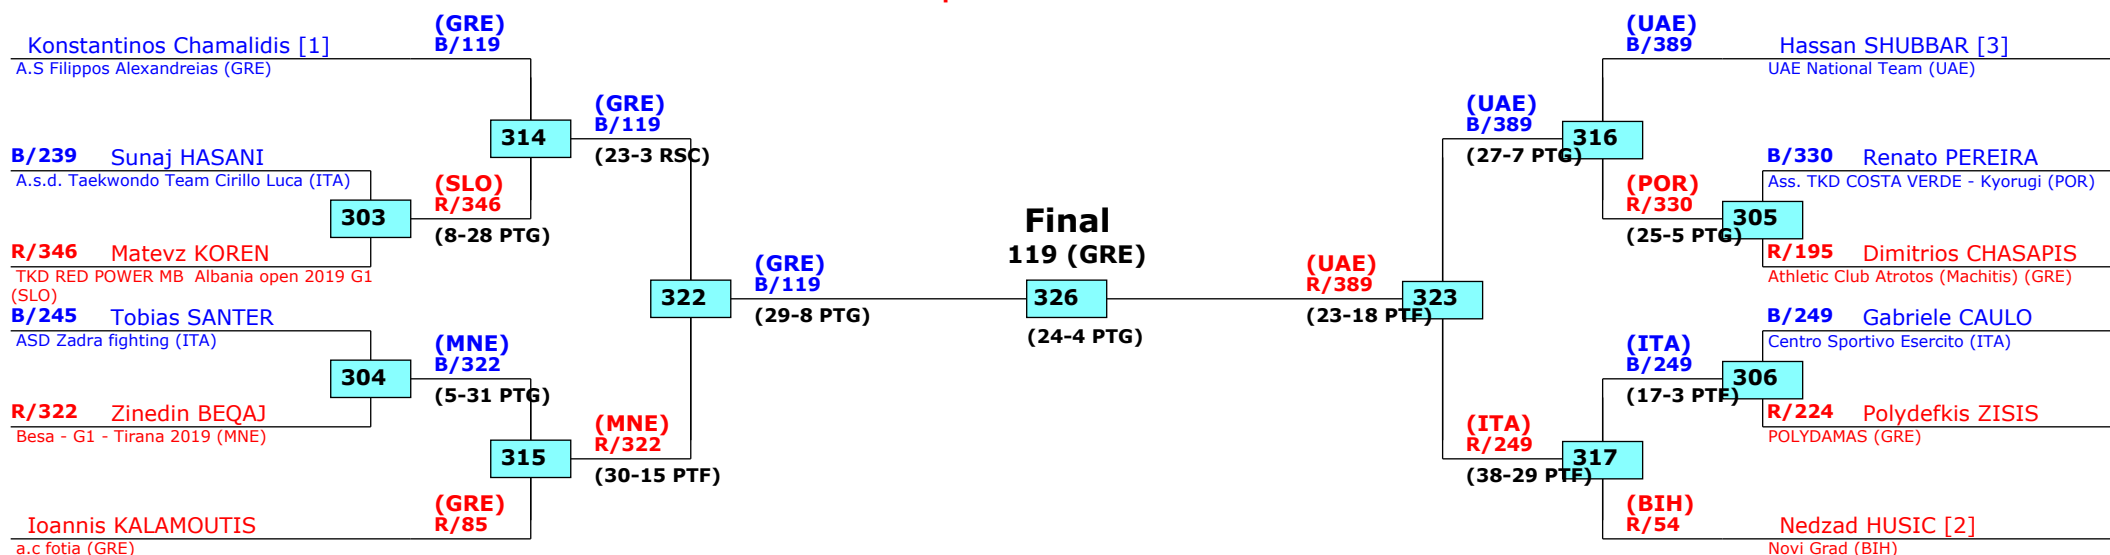 (GRE)
B/119
Konstantinos Chamalidis [1]
A.S Filippos Alexandreias (GRE)
(GRE)
B/119
314
(23-3 RSC)
B/239 Sunaj HASANI
A.s.d. Taekwondo Team Cirillo Luca (ITA)
(SLO)
R/346
303
(8-28 PTG)
R/346 Matevz KOREN
TKD RED POWER MB Albania open 2019 G1
(SLO)
(GRE)
B/119
322
(29-8 PTG)
B/245 Tobias SANTER
ASD Zadra fighting (ITA)
(MNE)
B/322
304
(5-31 PTG)
R/322 Zinedin BEQAJ
Besa - G1 - Tirana 2019 (MNE)
(MNE)
R/322
315
(30-15 PTF)
(GRE)
R/85
Ioannis KALAMOUTIS
a.c fotia (GRE)
Final
119 (GRE)
326
(24-4 PTG)
(UAE)
B/389
Hassan SHUBBAR [3]
UAE National Team (UAE)
(UAE)
B/389
316
(27-7 PTG)
B/330 Renato PEREIRA
Ass. TKD COSTA VERDE - Kyorugi (POR)
(POR)
R/330
305
(25-5 PTG)
R/195 Dimitrios CHASAPIS
Athletic Club Atrotos (Machitis) (GRE)
(UAE)
R/389
323
(23-18 PTF)
B/249 Gabriele CAULO
Centro Sportivo Esercito (ITA)
(ITA)
B/249
306
(17-3 PTF)
R/224 Polydefkis ZISIS
POLYDAMAS (GRE)
(ITA)
R/249
317
(38-29 PTF)
(BIH)
R/54
Nedzad HUSIC [2]
Novi Grad (BIH)